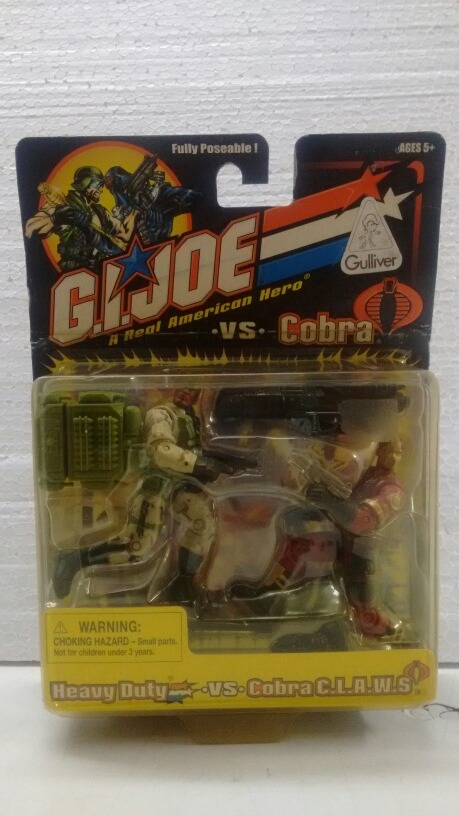 Fully Poseable !
AGES 5+
G.I.JOE
A Real American Hero®
Gulliver
·VS· Cobra
⚠ WARNING:
CHOKING HAZARD – Small parts.
Not for children under 3 years.
Heavy Duty ·VS· Cobra C.L.A.W.S